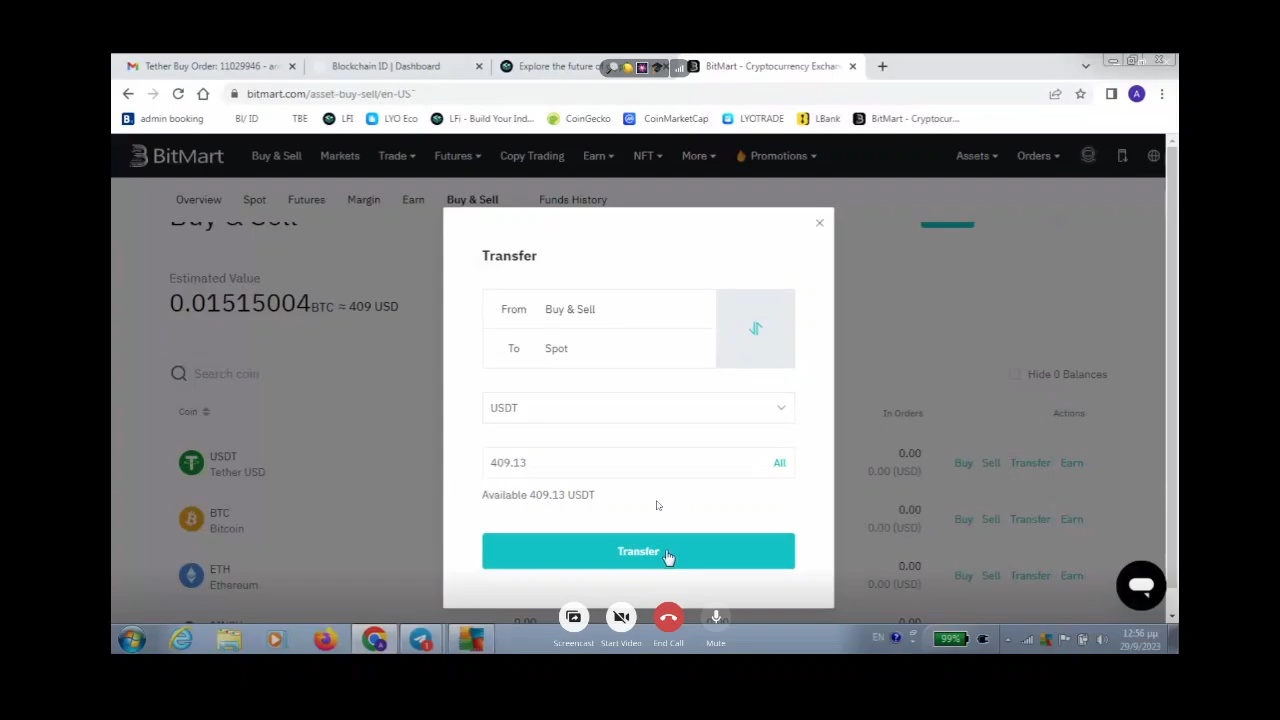 Tether Buy Order: 11029946 - an
Blockchain ID | Dashboard
Explore the future of
BitMart - Cryptocurrency Exchan
bitmart.com/asset-buy-sell/en-US
admin booking
BI/ ID
TBE
LFI
LYO Eco
LFi - Build Your Ind...
CoinGecko
CoinMarketCap
LYOTRADE
LBank
BitMart - Cryptocur...
BitMart
Buy & Sell
Markets
Trade
Futures
Copy Trading
Earn
NFT
More
Promotions
Assets
Orders
Overview
Spot
Futures
Margin
Earn
Buy & Sell
Funds History
Buy & Sell
Estimated Value
0.01515004BTC ≈ 409 USD
Search coin
Hide 0 Balances
Coin
In Orders
Actions
USDT
Tether USD
0.00
0.00 (USD)
Buy Sell Transfer Earn
BTC
Bitcoin
0.00
0.00 (USD)
Buy Sell Transfer Earn
ETH
Ethereum
0.00
0.00 (USD)
Buy Sell Transfer Earn
Transfer
From Buy & Sell
To Spot
USDT
409.13 All
Available 409.13 USDT
Transfer
Screencast
Start Video
End Call
Mute
EN
99%
12:56 μμ
29/9/2023